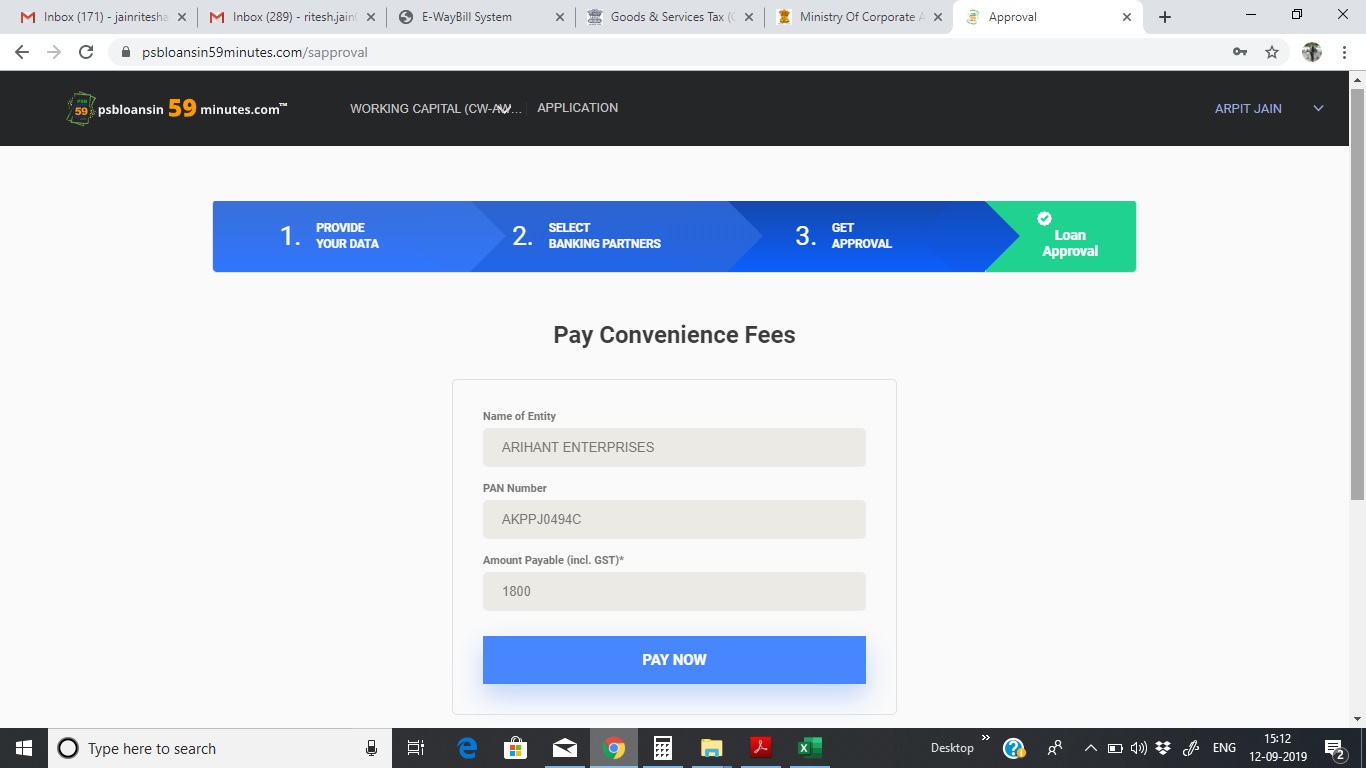 Inbox (171) - jainritesha
Inbox (289) - ritesh.jain
E-WayBill System
Goods & Services Tax (
Ministry Of Corporate A
Approval
psbloansin59minutes.com/sapproval
PSB
59
psbloansin 59 minutes.com™
WORKING CAPITAL (CW-AV...
APPLICATION
ARPIT JAIN
1. PROVIDE
YOUR DATA
2. SELECT
BANKING PARTNERS
3. GET
APPROVAL
Loan
Approval
Pay Convenience Fees
Name of Entity
ARIHANT ENTERPRISES
PAN Number
AKPPJ0494C
Amount Payable (incl. GST)*
1800
PAY NOW
Type here to search
Desktop
ENG
15:12
12-09-2019
2